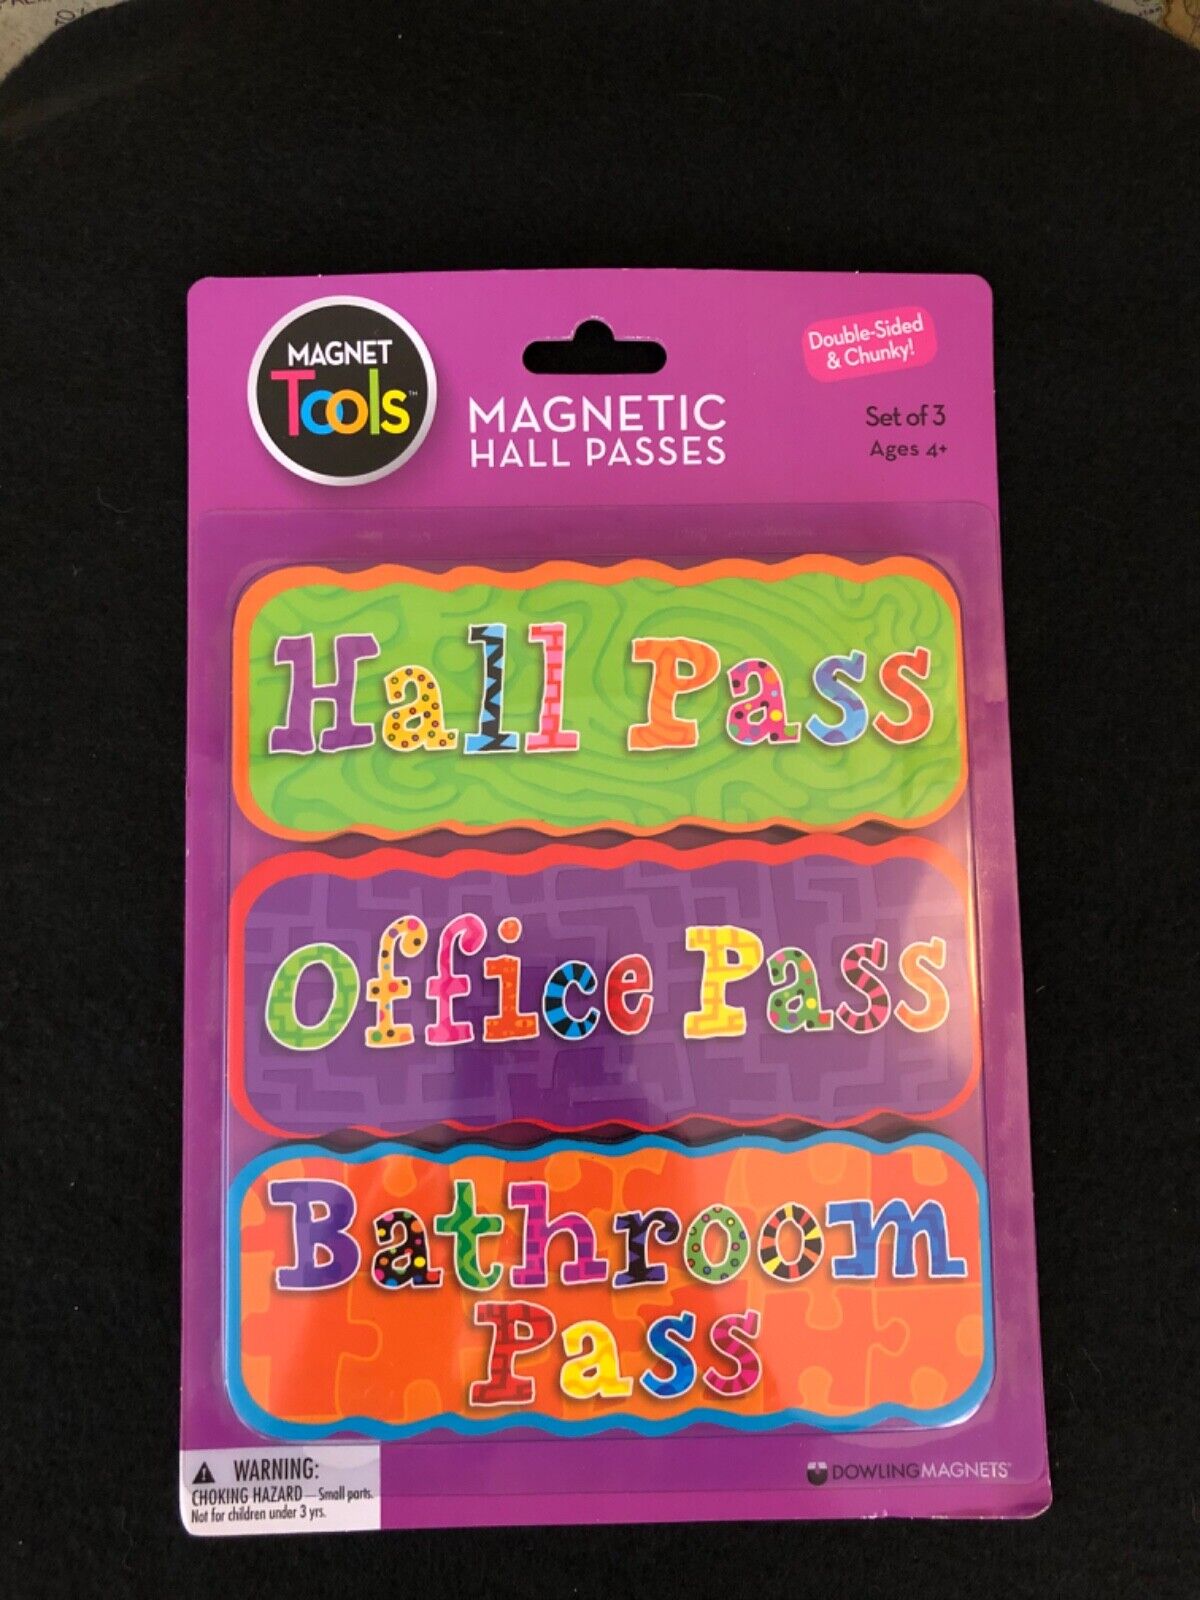 MAGNET
Tools™
MAGNETIC
HALL PASSES
Double-Sided
& Chunky!
Set of 3
Ages 4+
Hall Pass
Office Pass
Bathroom
Pass
WARNING:
CHOKING HAZARD — Small parts.
Not for children under 3 yrs.
DOWLINGMAGNETS